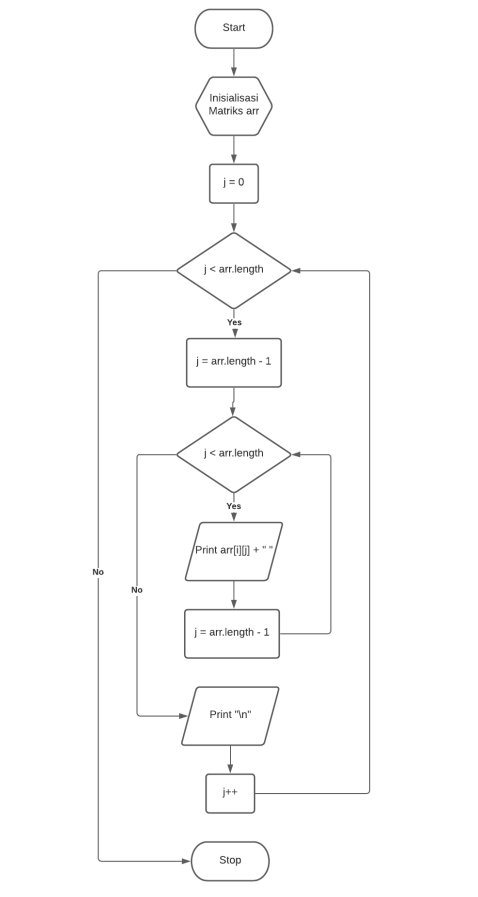 Start
Inisialisasi
Matriks arr
j = 0
j < arr.length
Yes
j = arr.length - 1
j < arr.length
Yes
Print arr[i][j] + " "
No
No
j = arr.length - 1
Print "\n"
j++
Stop